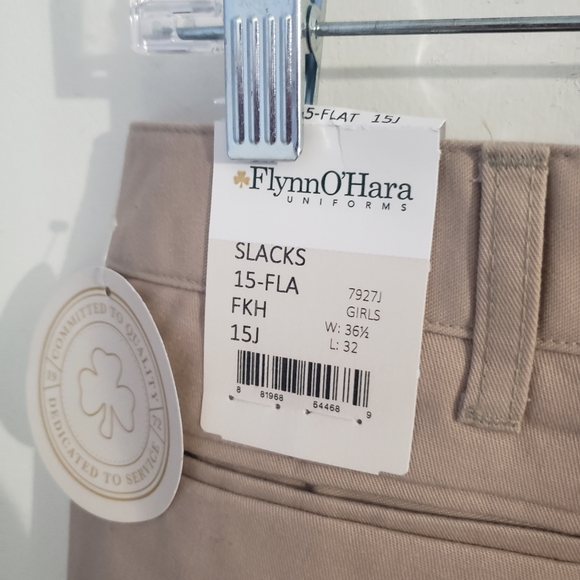 5-FLAT 15J
FlynnO'Hara
UNIFORMS
SLACKS
15-FLA
FKH
15J
7927J
GIRLS
W: 36½
L: 32
8 81968 54468 9
COMMITTED TO QUALITY
DEDICATED TO SERVICE